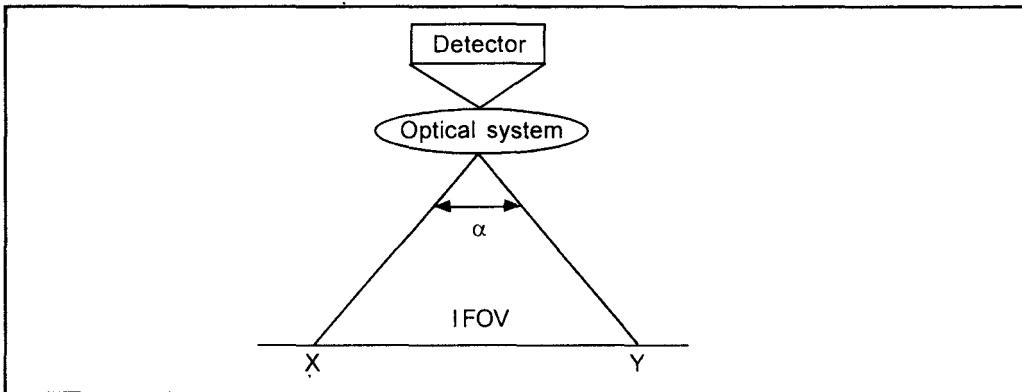 Detector
Optical system
α
IFOV
X
Y